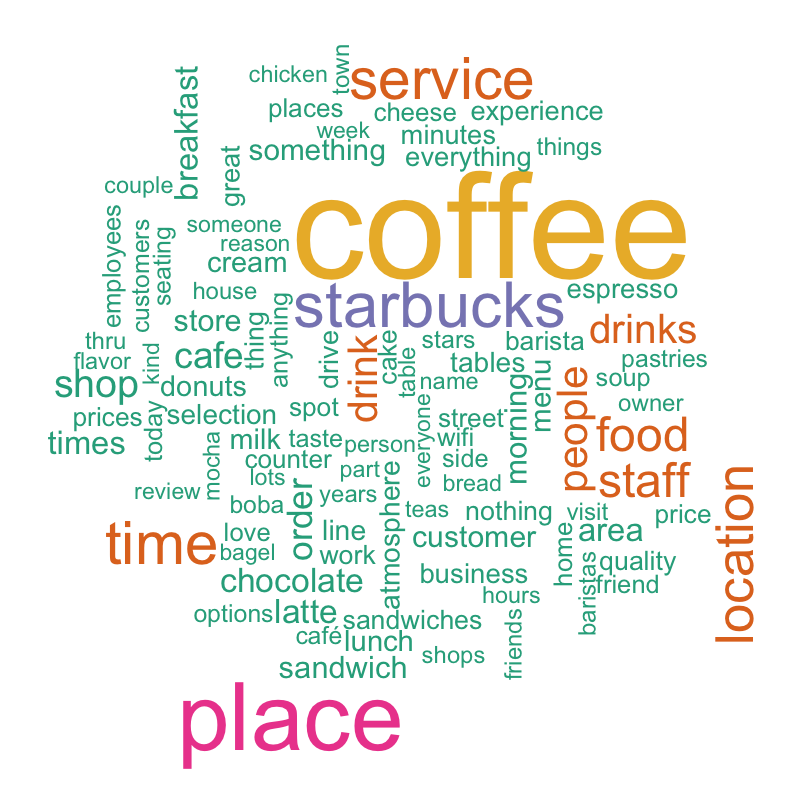 town
chicken
service
breakfast
places
cheese
experience
week
minutes
something
everything
things
great
couple
coffee
employees
customers
someone
seating
reason
cream
house
starbucks
espresso
store
thing
anything
drinks
thru
kind
cafe
drink
drive
cake
stars
barista
flavor
table
tables
pastries
shop
donuts
name
morning
menu
people
soup
prices
today
selection
spot
everyone
street
owner
times
mocha
milk
taste
person
wifi
food
counter
part
side
lots
bread
staff
review
order
years
atmosphere
location
boba
teas
nothing
visit
price
time
love
line
customer
home
area
bagel
work
quality
chocolate
business
baristas
friend
hours
options
latte
sandwiches
café
lunch
friends
shops
sandwich
place